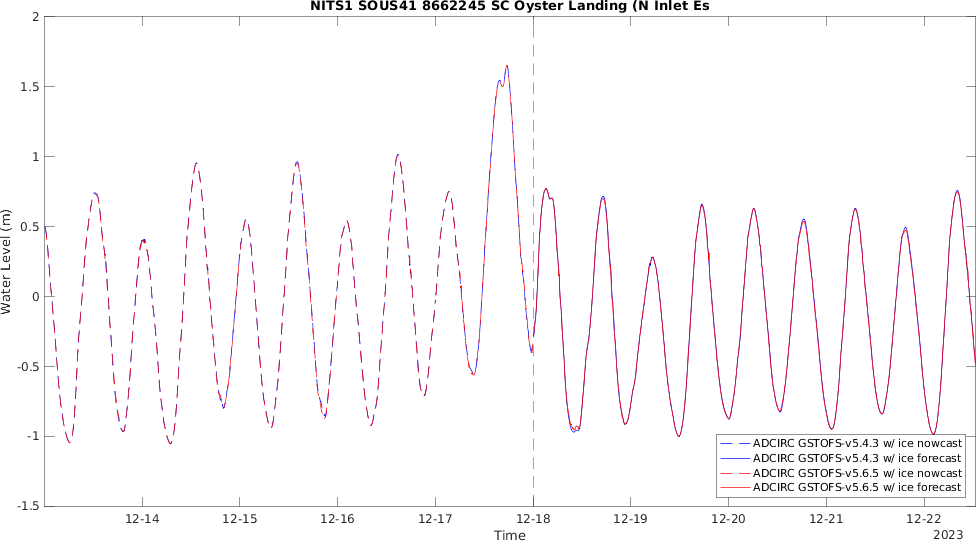 NITS1 SOUS41 8662245 SC Oyster Landing (N Inlet Es
2
1.5
1
0.5
0
-0.5
-1
-1.5
Water Level (m)
12-14 12-15 12-16 12-17 12-18 12-19 12-20 12-21 12-22
Time
2023
ADCIRC GSTOFS-v5.4.3 w/ ice nowcast
ADCIRC GSTOFS-v5.4.3 w/ ice forecast
ADCIRC GSTOFS-v5.6.5 w/ ice nowcast
ADCIRC GSTOFS-v5.6.5 w/ ice forecast